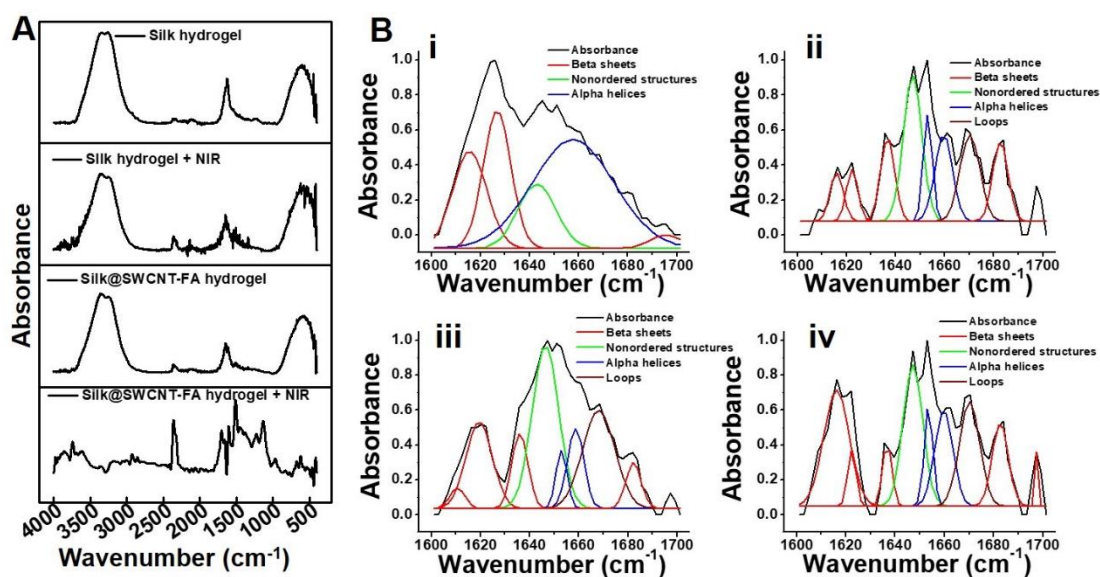 A
Silk hydrogel
Silk hydrogel + NIR
Silk@SWCNT-FA hydrogel
Silk@SWCNT-FA hydrogel + NIR
Absorbance
4000 3500 3000 2500 2000 1500 1000 500
Wavenumber (cm-1)
B
i
Absorbance
Beta sheets
Nonordered structures
Alpha helices
1.0
0.8
0.6
0.4
0.2
0.0
Absorbance
1600 1620 1640 1660 1680 1700
Wavenumber (cm-1)
ii
Absorbance
Beta sheets
Nonordered structures
Alpha helices
Loops
1.0
0.8
0.6
0.4
0.2
0.0
Absorbance
1600 1620 1640 1660 1680 1700
Wavenumber (cm-1)
iii
Absorbance
Beta sheets
Nonordered structures
Alpha helices
Loops
1.0
0.8
0.6
0.4
0.2
0.0
Absorbance
1600 1620 1640 1660 1680 1700
Wavenumber (cm-1)
iv
Absorbance
Beta sheets
Nonordered structures
Alpha helices
Loops
1.0
0.8
0.6
0.4
0.2
0.0
Absorbance
1600 1620 1640 1660 1680 1700
Wavenumber (cm-1)